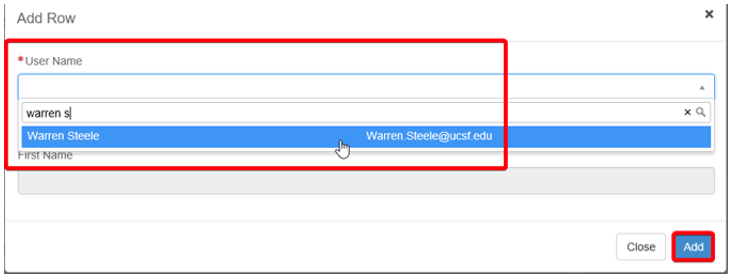 Add Row ×
*User Name
warren s ×
Warren Steele Warren.Steele@ucsf.edu
First Name
Close Add